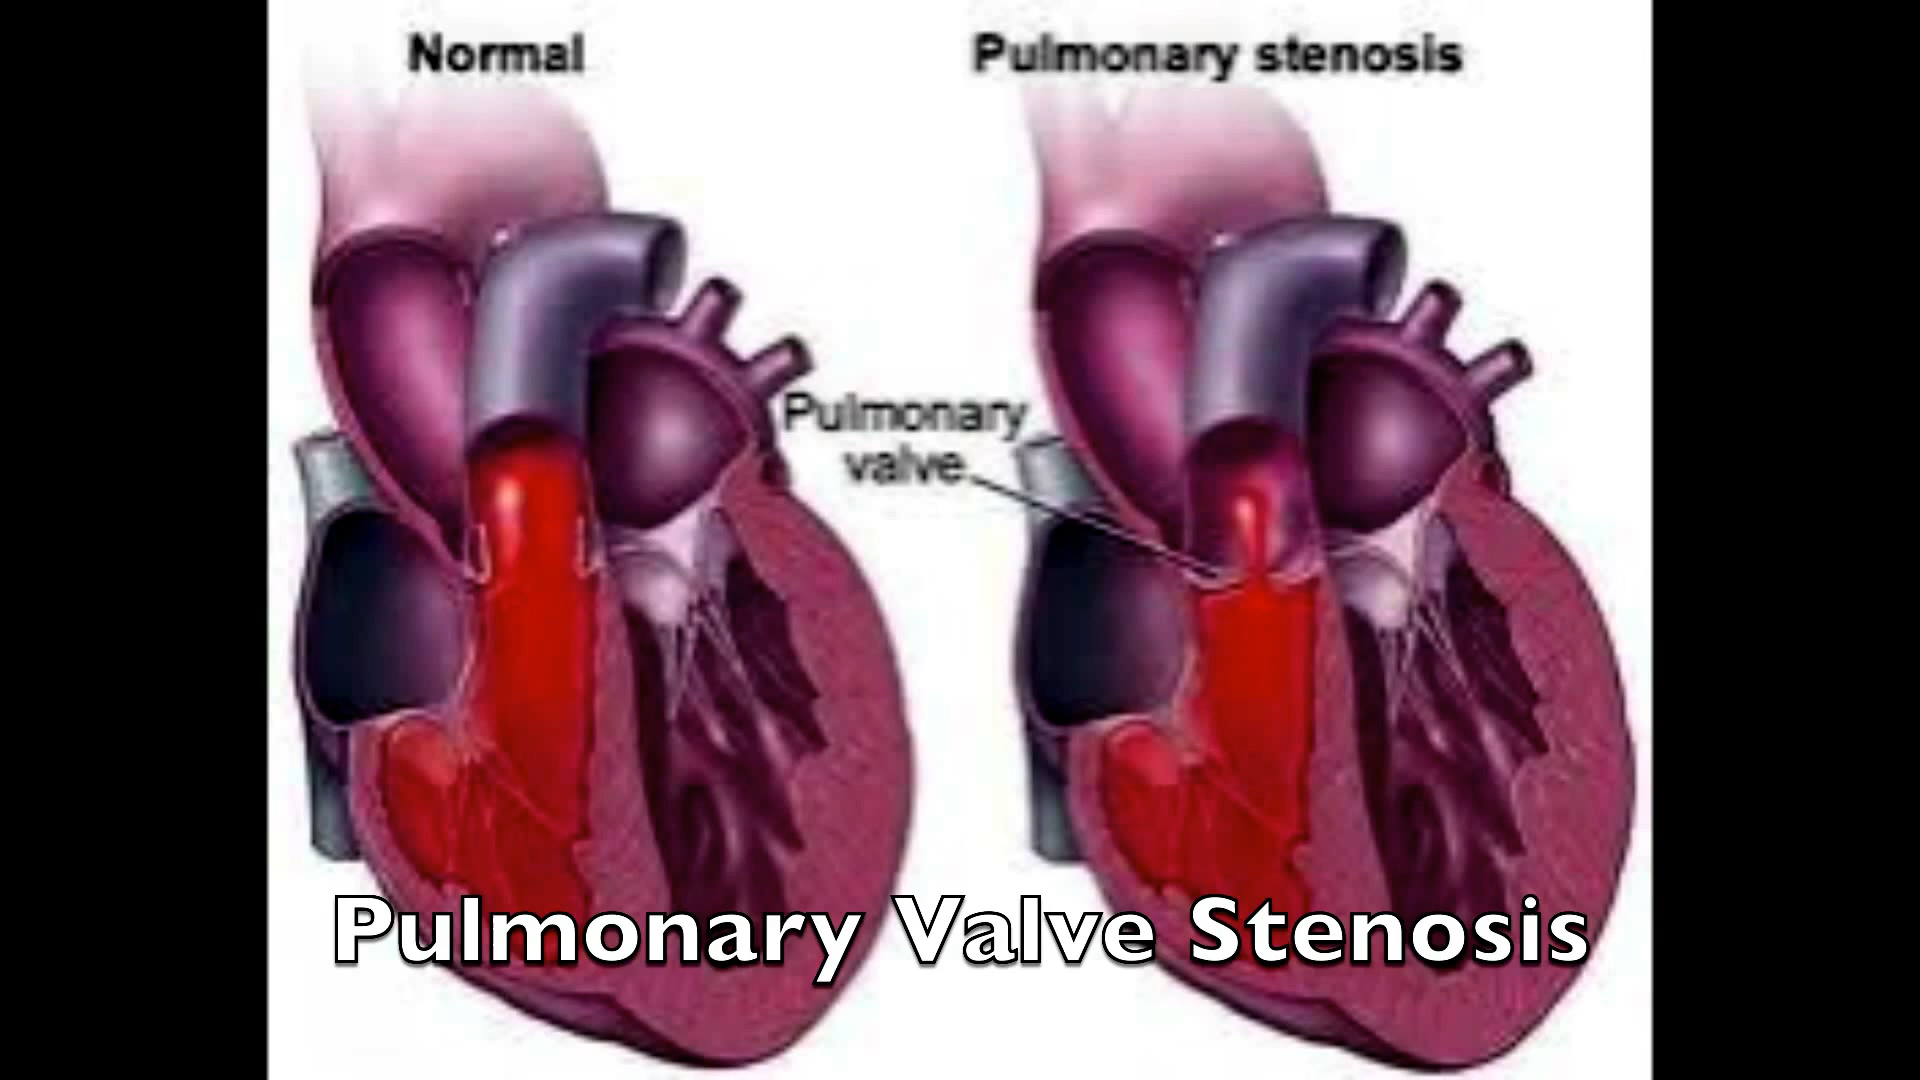 Normal
Pulmonary stenosis
Pulmonary
valve
Pulmonary Valve Stenosis